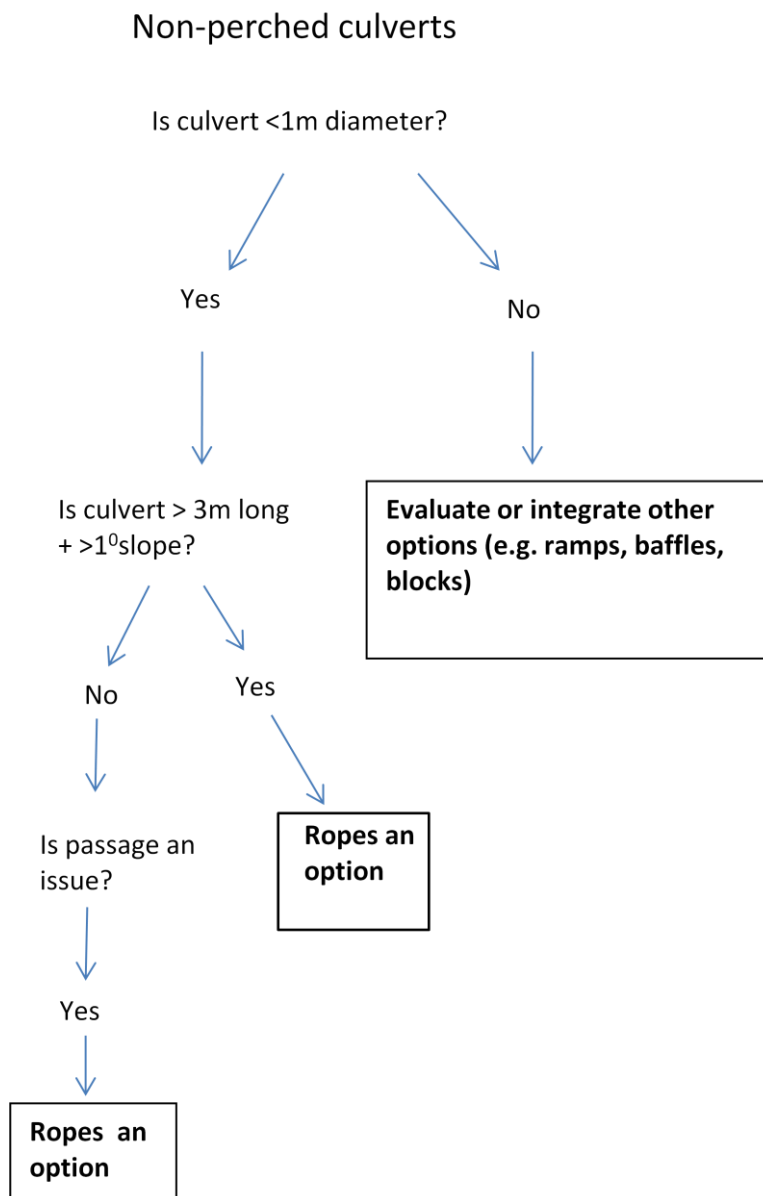 Non-perched culverts
Is culvert <1m diameter?
Yes
No
Is culvert > 3m long
+ >1⁰slope?
Evaluate or integrate other
options (e.g. ramps, baffles,
blocks)
No
Yes
Is passage an
issue?
Ropes an
option
Yes
Ropes an
option